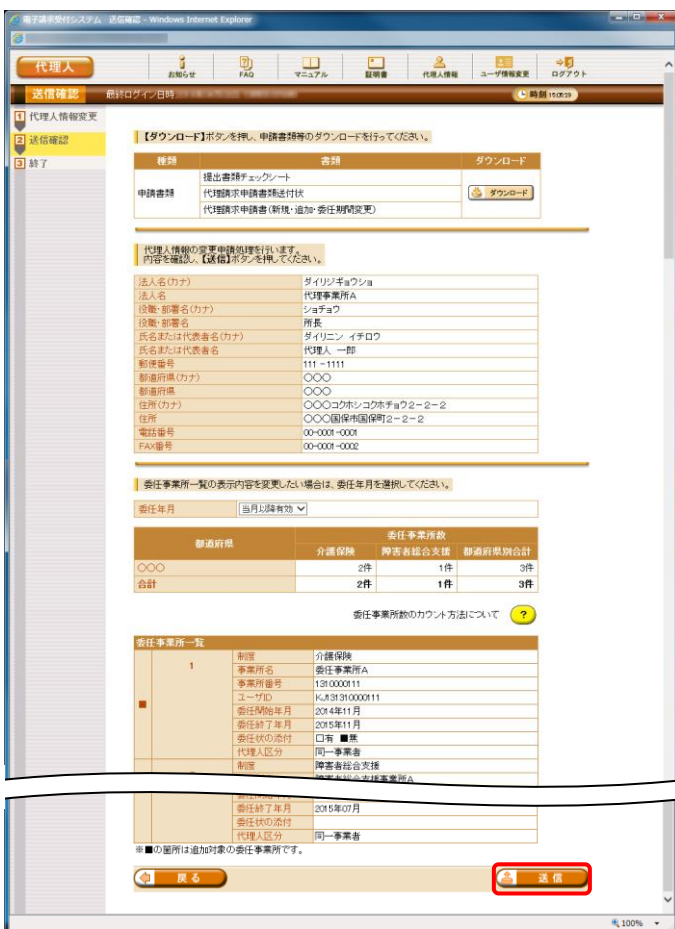 電子請求受付システム 送信確認 - Windows Internet Explorer
代理人
お知らせ FAQ マニュアル 証明書 代理人情報 ユーザ情報変更 ログアウト
送信確認 最終ログイン日時 時刻 15:05:29
1 代理人情報変更
2 送信確認
3 終了
【ダウンロード】ボタンを押し、申請書類等のダウンロードを行ってください。
種類 書類 ダウンロード
申請書類 提出書類チェックシート
代理請求申請書類送付状 ダウンロード
代理請求申請書(新規・追加・委任期間変更)
代理人情報の変更申請処理を行います。
内容を確認し、【送信】ボタンを押してください。
法人名(カナ) ダイリジギョウショ
法人名 代理事業所A
役職・部署名(カナ) ショチョウ
役職・部署名 所長
氏名または代表者名(カナ) ダイリニン イチロウ
氏名または代表者名 代理人 一郎
郵便番号 111-1111
都道府県(カナ) 〇〇〇
都道府県 〇〇〇
住所(カナ) 〇〇〇コクホシコクホチョウ2-2-2
住所 〇〇〇国保市国保町2-2-2
電話番号 00-0001-0001
FAX番号 00-0001-0002
委任事業所一覧の表示内容を変更したい場合は、委任年月を選択してください。
委任年月 当月以降有効
都道府県 委任事業所数
介護保険 障害者総合支援 都道府県別合計
〇〇〇 2件 1件 3件
合計 2件 1件 3件
委任事業所数のカウント方法について ?
委任事業所一覧
■ 1 制度 介護保険
事業所名 委任事業所A
事業所番号 1310000111
ユーザID KJ131310000111
委任開始年月 2014年11月
委任終了年月 2015年11月
委任状の添付 □有 ■無
代理人区分 同一事業者
制度 障害者総合支援
障害者総合支援事業所A
委任終了年月 2015年07月
委任状の添付
代理人区分 同一事業者
※■の箇所は追加対象の委任事業所です。
戻る 送信
100%